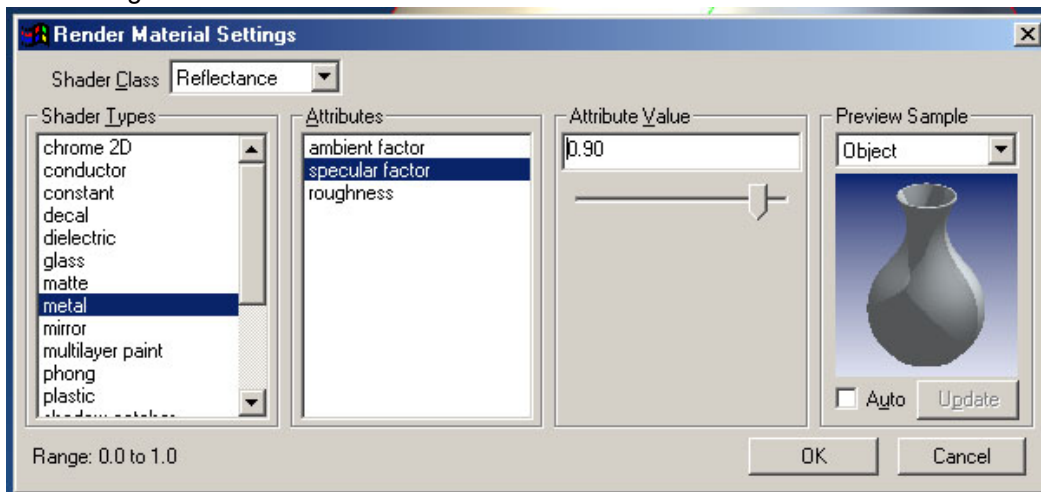 Render Material Settings
Shader Class Reflectance
Shader Types
chrome 2D
conductor
constant
decal
dielectric
glass
matte
metal
mirror
multilayer paint
phong
plastic
Attributes
ambient factor
specular factor
roughness
Attribute Value
0.90
Preview Sample
Object
Auto Update
Range: 0.0 to 1.0
OK Cancel